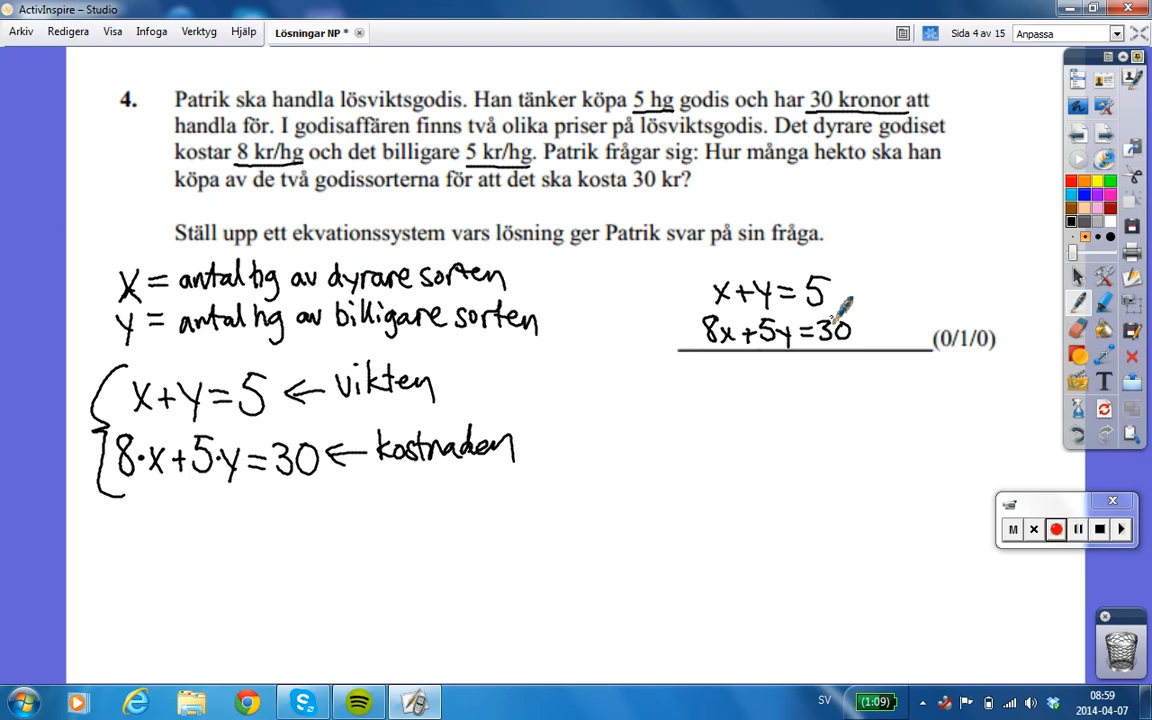 ActivInspire – Studio
Arkiv Redigera Visa Infoga Verktyg Hjälp Lösningar NP * Sida 4 av 15 Anpassa
4. Patrik ska handla lösviktsgodis. Han tänker köpa 5 hg godis och har 30 kronor att
handla för. I godisaffären finns två olika priser på lösviktsgodis. Det dyrare godiset
kostar 8 kr/hg och det billigare 5 kr/hg. Patrik frågar sig: Hur många hekto ska han
köpa av de två godissorterna för att det ska kosta 30 kr?
Ställ upp ett ekvationssystem vars lösning ger Patrik svar på sin fråga.
x = antal hg av dyrare sorten
y = antal hg av billigare sorten
x+y=5
8x+5y=30
(0/1/0)
x+y=5 ← vikten
8·x+5·y=30 ← kostnaden
M
SV (1:09) 08:59
2014-04-07